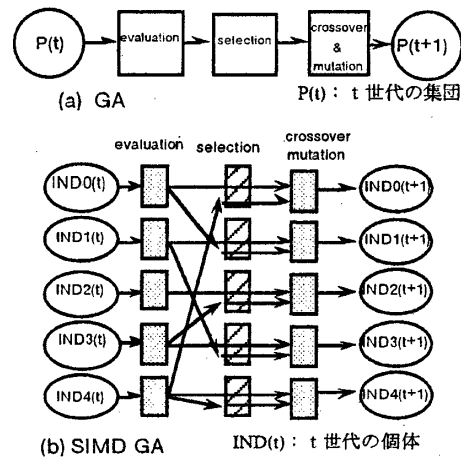 P(t)
evaluation
selection
crossover
&
mutation
P(t+1)
(a) GA
P(t): t 世代の集団
evaluation
selection
crossover
mutation
IND0(t)
IND0(t+1)
IND1(t)
IND1(t+1)
IND2(t)
IND2(t+1)
IND3(t)
IND3(t+1)
IND4(t)
IND4(t+1)
(b) SIMD GA
IND(t): t 世代の個体